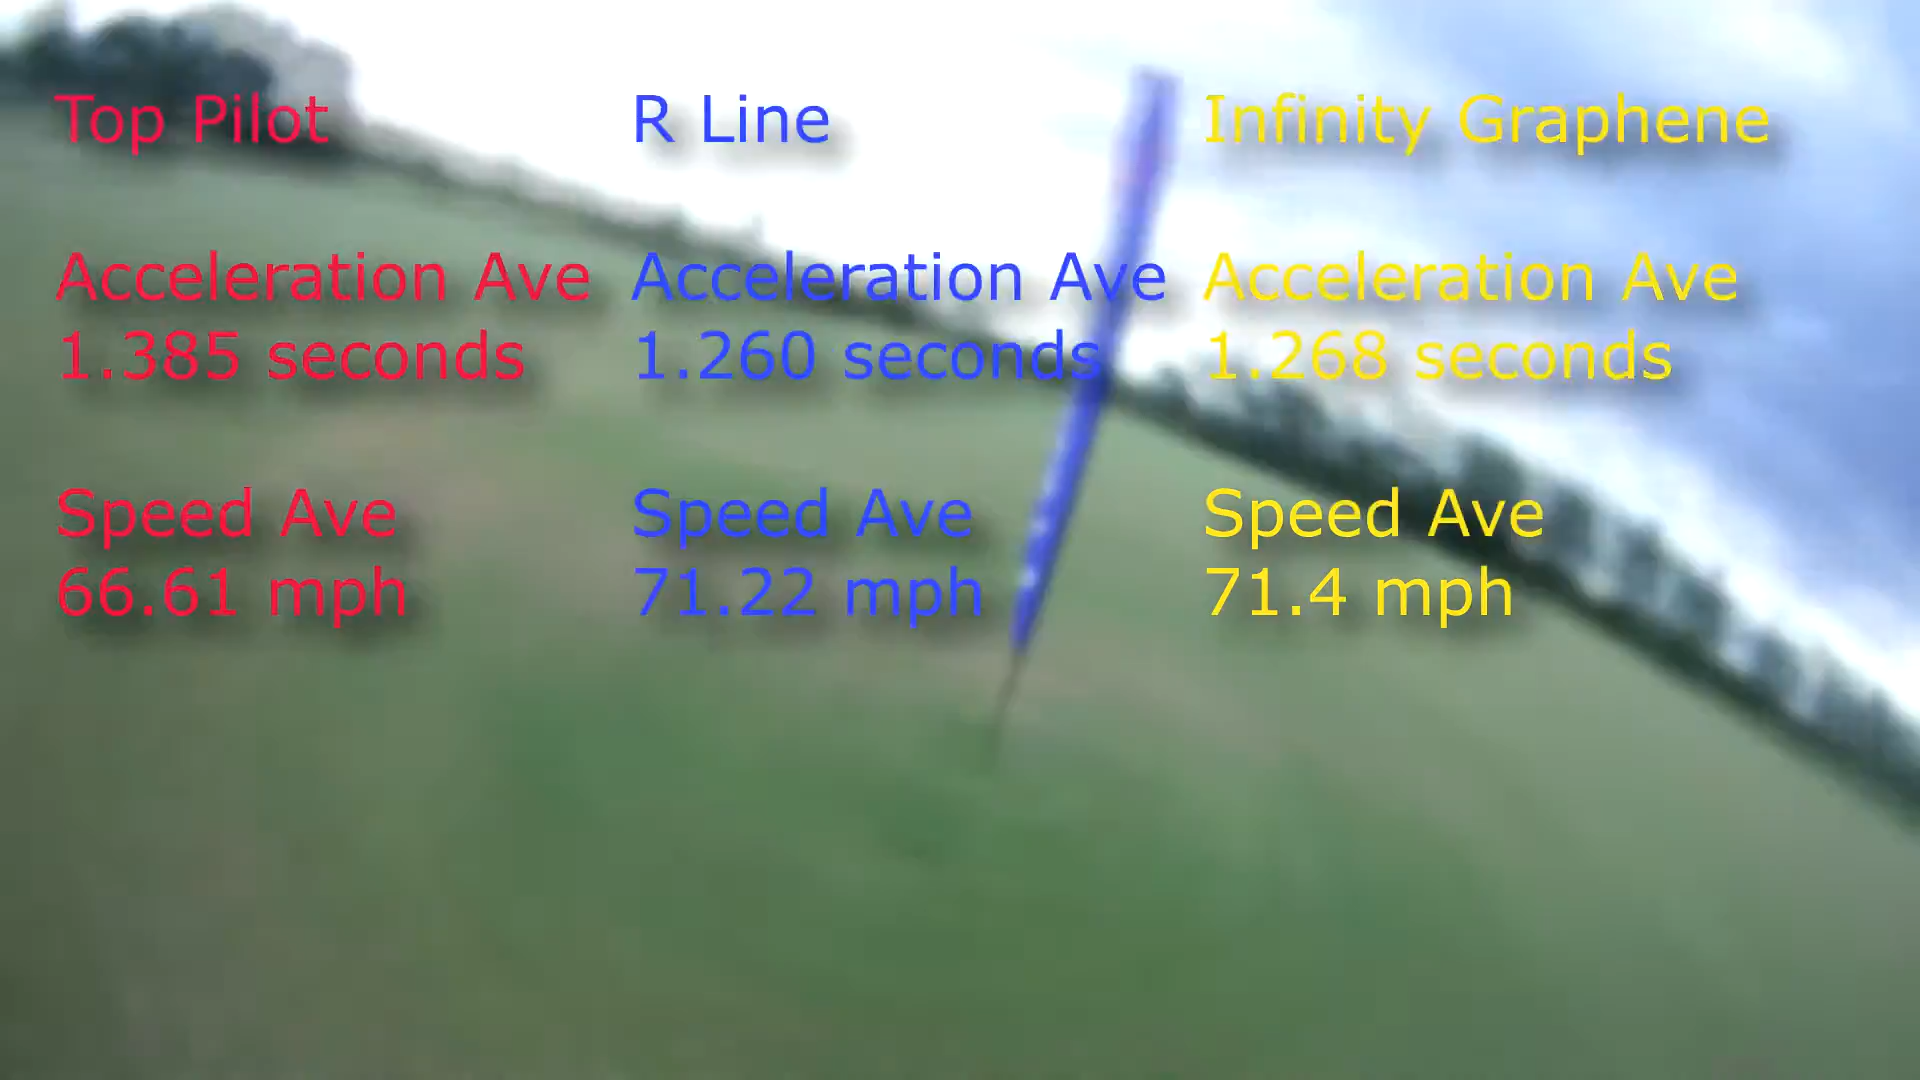 Top Pilot
Acceleration Ave
1.385 seconds
Speed Ave
66.61 mph
R Line
Acceleration Ave
1.260 seconds
Speed Ave
71.22 mph
Infinity Graphene
Acceleration Ave
1.268 seconds
Speed Ave
71.4 mph